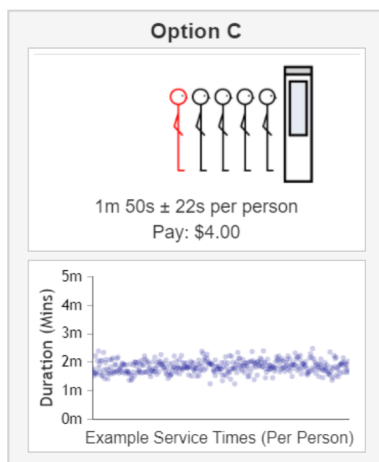 Option C
1m 50s ± 22s per person
Pay: $4.00
Duration (Mins)
5m
4m
3m
2m
1m
0m
Example Service Times (Per Person)